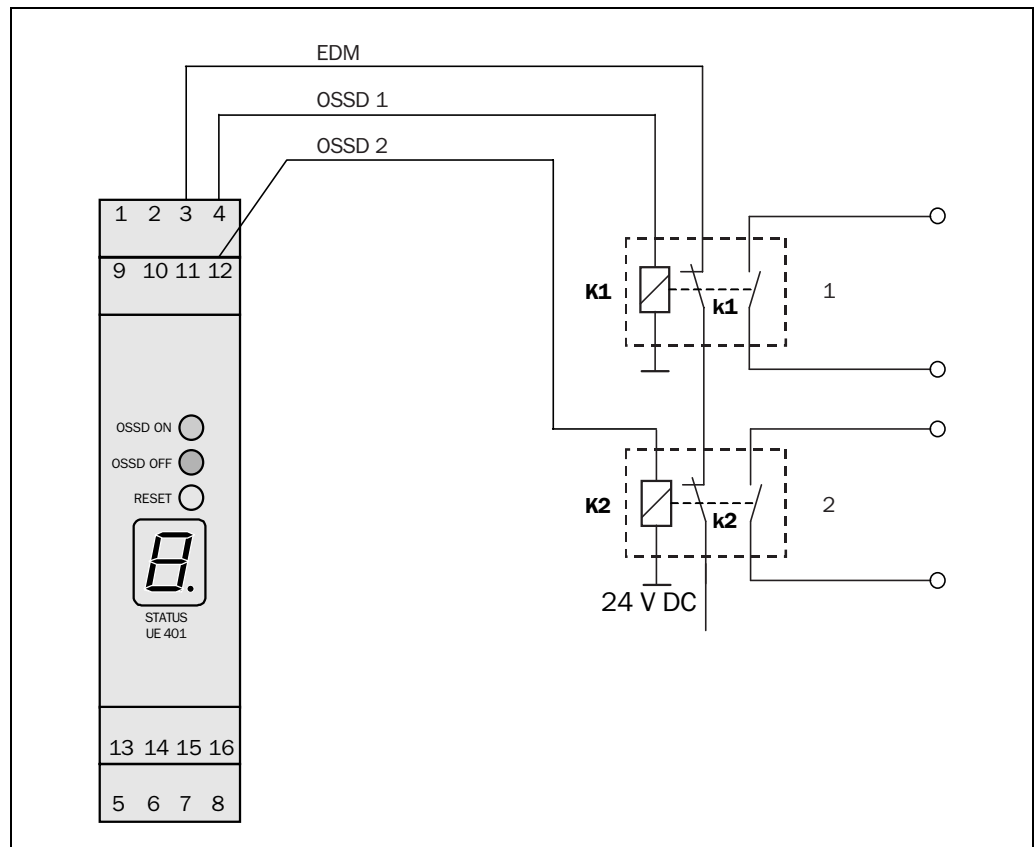 EDM
OSSD 1
OSSD 2
1 2 3 4
9 10 11 12
K1
k1
1
OSSD ON
OSSD OFF
RESET
8.
STATUS
UE 401
K2
k2
2
24 V DC
13 14 15 16
5 6 7 8